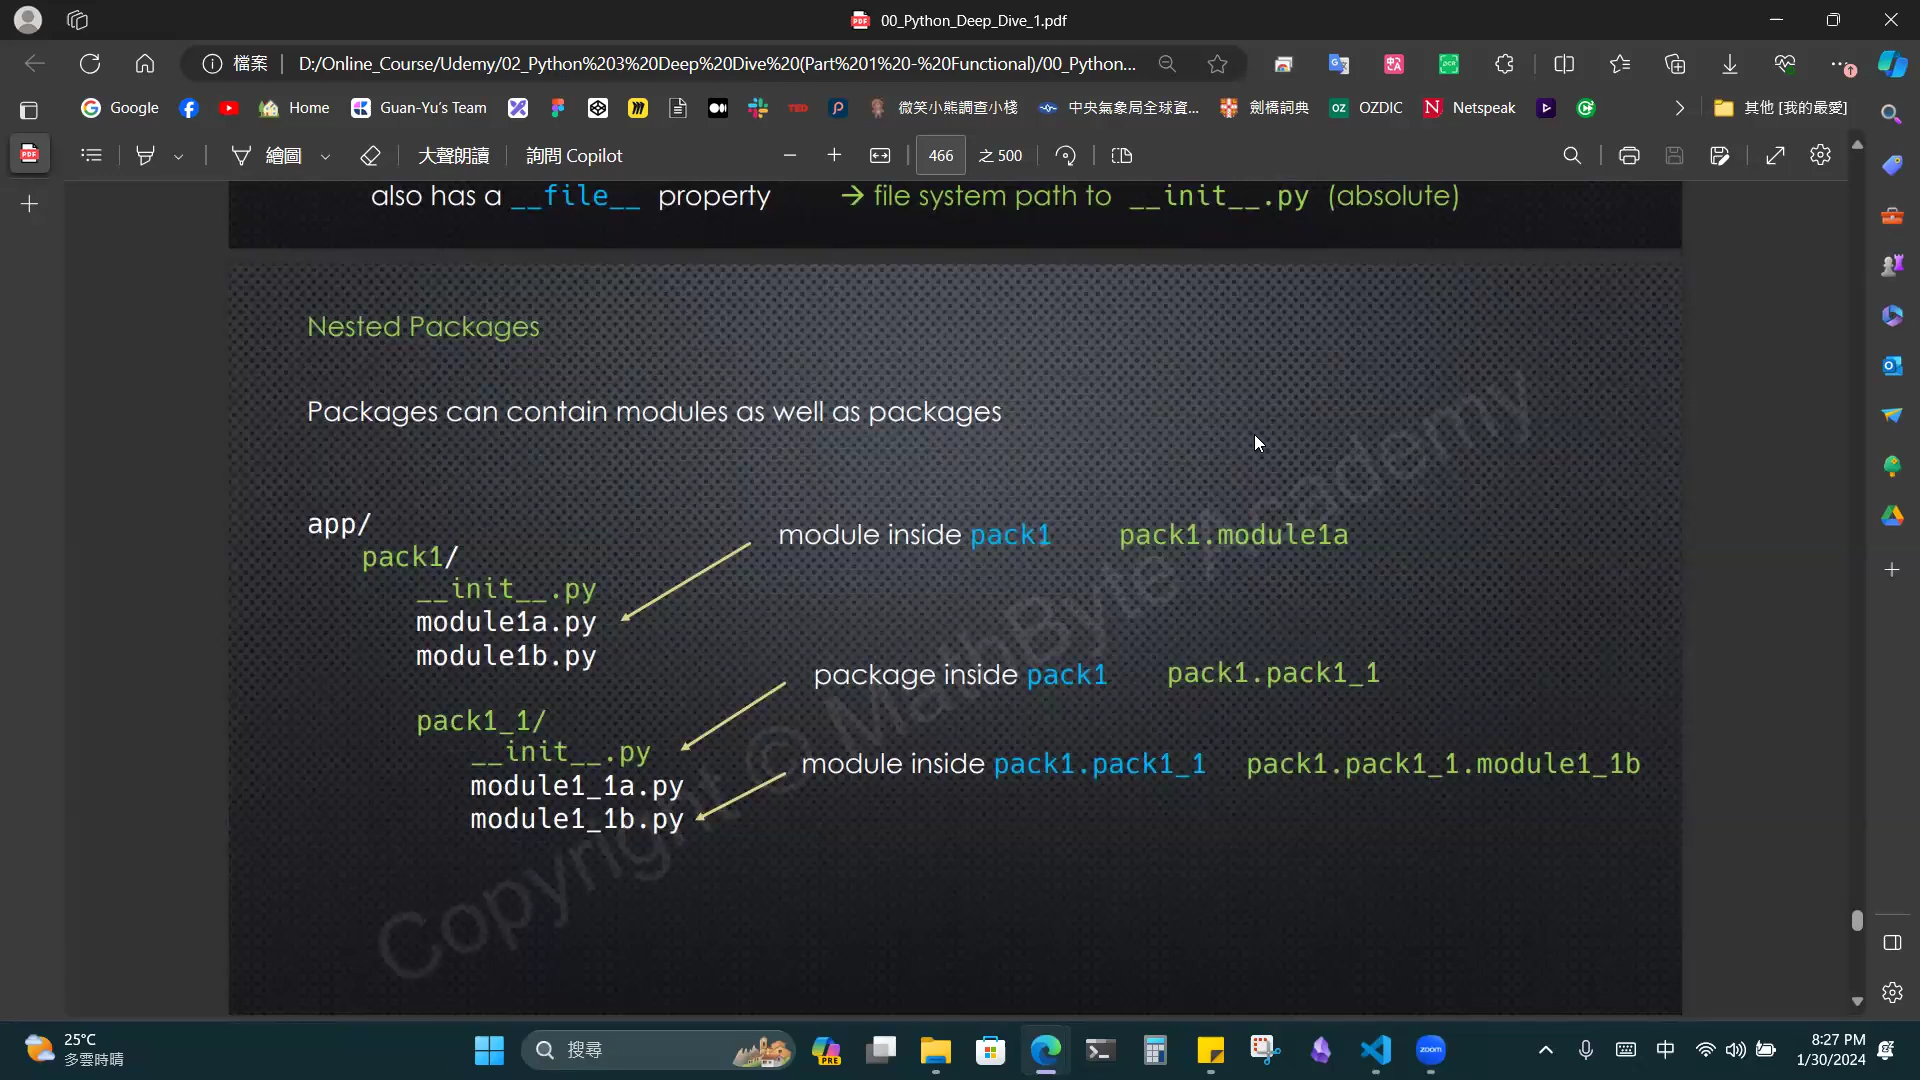 00_Python_Deep_Dive_1.pdf
檔案 | D:/Online_Course/Udemy/02_Python%203%20Deep%20Dive%20(Part%201%20-%20Functional)/00_Python...
Google Home Guan-Yu's Team TED 微笑小熊調查小棧 中央氣象局全球資... 劍橋詞典 OZ OZDIC N Netspeak 其他 [我的最愛]
繪圖 大聲朗讀 詢問 Copilot 466 之 500
also has a __file__ property → file system path to __init__.py (absolute)
Nested Packages
Packages can contain modules as well as packages
app/
module inside pack1 pack1.module1a
pack1/
__init__.py
module1a.py
module1b.py
package inside pack1 pack1.pack1_1
pack1_1/
__init__.py
module inside pack1.pack1_1 pack1.pack1_1.module1_1b
module1_1a.py
module1_1b.py
Copyright © MathByte Academy
25°C
多雲時晴
搜尋
PRE
zoom
中
8:27 PM
1/30/2024